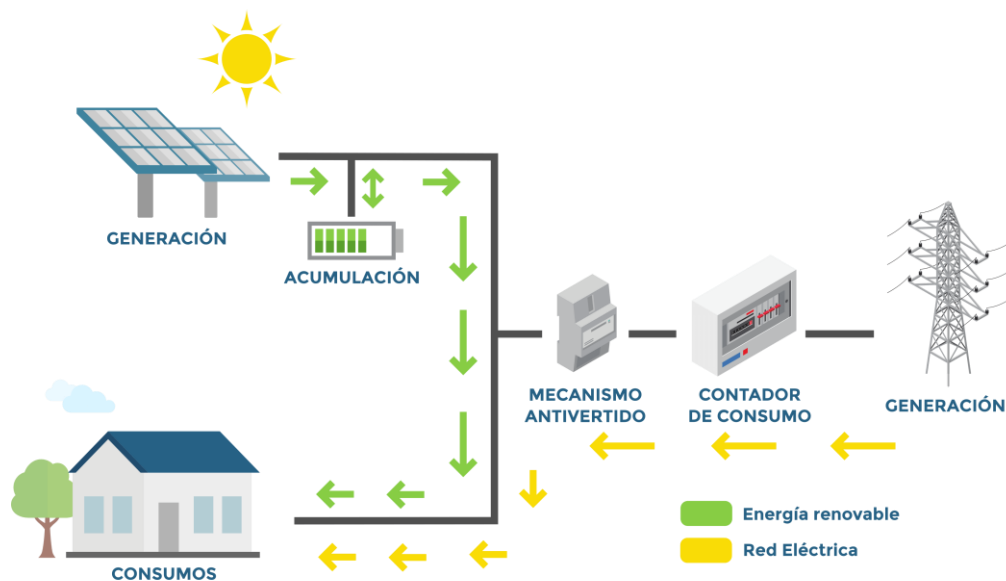 GENERACIÓN
ACUMULACIÓN
MECANISMO
ANTIVERTIDO
CONTADOR
DE CONSUMO
GENERACIÓN
Energía renovable
Red Eléctrica
CONSUMOS